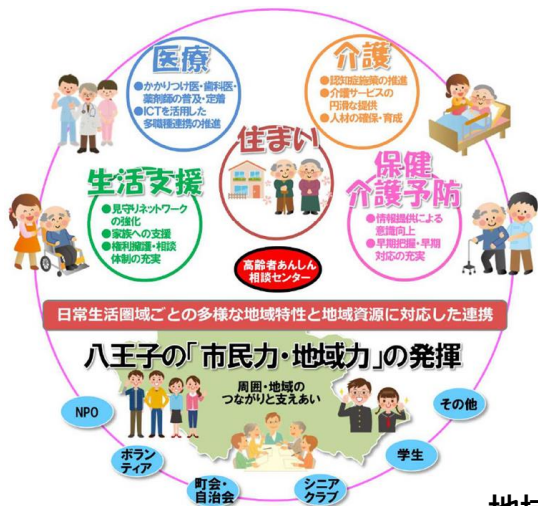 医療
●かかりつけ医・歯科医・
薬剤師の普及・定着
●ICTを活用した
多職種連携の推進
介護
●認知症施策の推進
●介護サービスの
円滑な提供
●人材の確保・育成
住まい
生活支援
●見守りネットワーク
の強化
●家族への支援
●権利擁護・相談
体制の充実
保健
介護予防
●情報提供による
意識向上
●早期把握・早期
対応の充実
高齢者あんしん
相談センター
日常生活圏域ごとの多様な地域特性と地域資源に対応した連携
八王子の「市民力・地域力」の発揮
周囲・地域の
つながりと支えあい
NPO
ボラン
ティア
町会・
自治会
シニア
クラブ
学生
その他